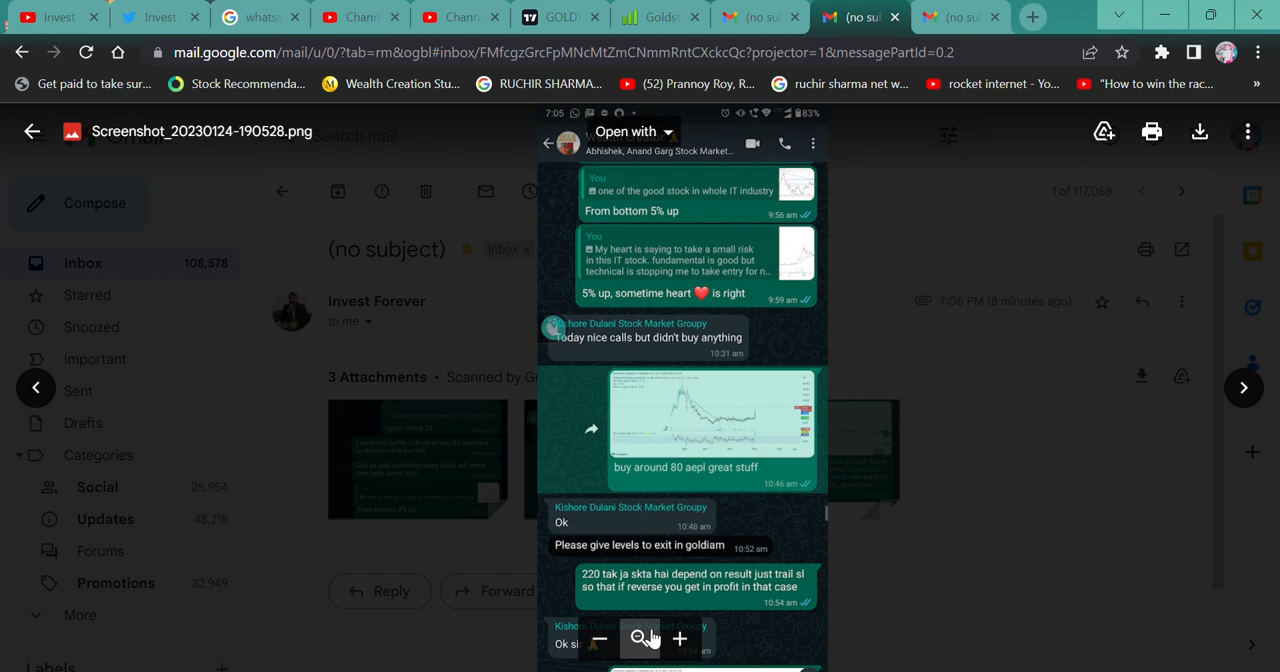 Invest
Invest
whatsa
Chann
Chann
GOLD
Goldst
(no su
(no sul
(no su
mail.google.com/mail/u/0/?tab=rm&ogbl#inbox/FMfcgzGrcFpMNcMtZmCNmmRntCXckcQc?projector=1&messagePartId=0.2
Get paid to take sur...
Stock Recommenda...
Wealth Creation Stu...
RUCHIR SHARMA...
(52) Prannoy Roy, R...
ruchir sharma net w...
rocket internet - Yo...
"How to win the rac...
»
Screenshot_20230124-190528.png
search mail
Compose
Inbox 108,578
Starred
Snoozed
Important
Sent
Drafts
Categories
Social 25,954
Updates 48,218
Forums
Promotions 32,949
More
Labels
1 of 117,068
(no subject)
Inbox
Invest Forever
to me
7:06 PM (8 minutes ago)
3 Attachments • Scanned by G
Reply
Forward
7:05
83%
Open with
Abhishek, Anand Garg Stock Market...
You
one of the good stock in whole IT industry
From bottom 5% up
9:56 am
You
My heart is saying to take a small risk
in this IT stock. fundamental is good but
technical is stopping me to take entry for n...
5% up, sometime heart ❤️ is right
9:59 am
hore Dulani Stock Market Groupy
Today nice calls but didn't buy anything
10:31 am
buy around 80 aepl great stuff
10:46 am
Kishore Dulani Stock Market Groupy
Ok
10:48 am
Please give levels to exit in goldiam 10:52 am
220 tak ja skta hai depend on result just trail sl
so that if reverse you get in profit in that case
10:54 am
Kisho
Ok si